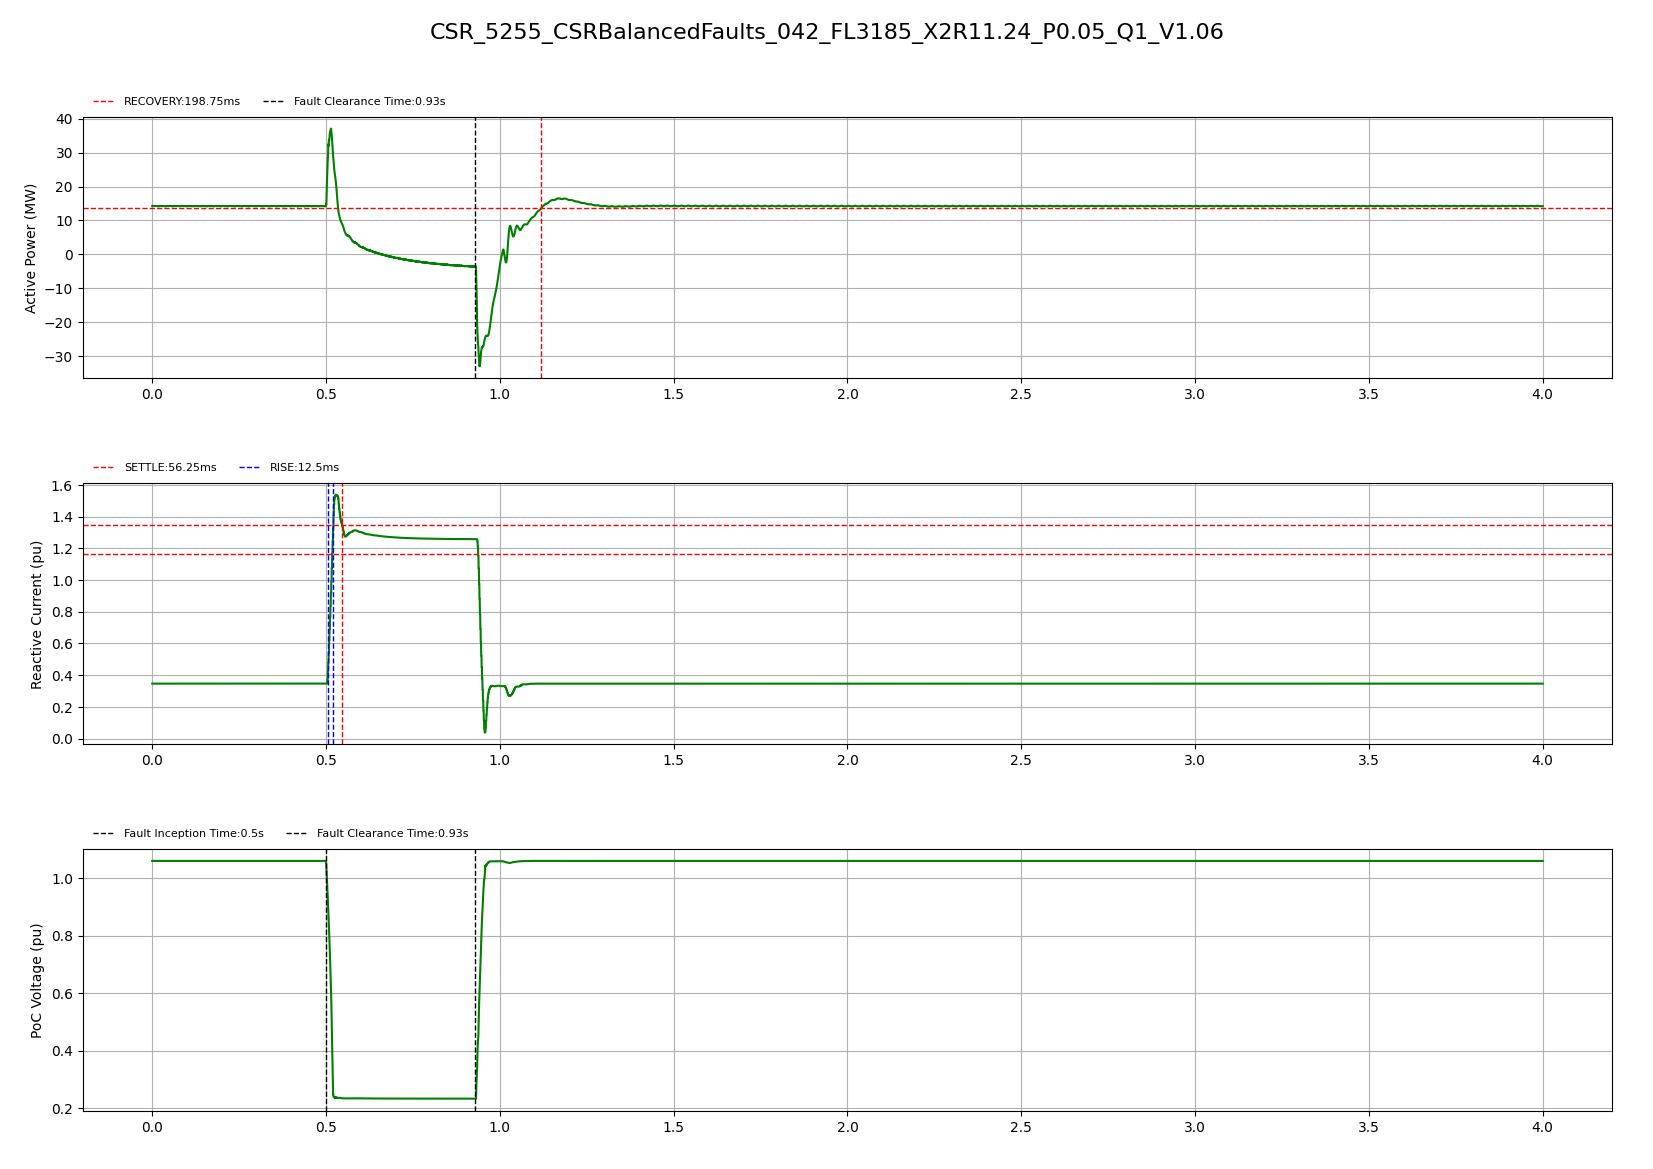 CSR_5255_CSRBalancedFaults_042_FL3185_X2R11.24_P0.05_Q1_V1.06
RECOVERY:198.75ms Fault Clearance Time:0.93s
Active Power (MW)
40
30
20
10
0
−10
−20
−30
0.0 0.5 1.0 1.5 2.0 2.5 3.0 3.5 4.0
SETTLE:56.25ms RISE:12.5ms
Reactive Current (pu)
1.6
1.4
1.2
1.0
0.8
0.6
0.4
0.2
0.0
0.0 0.5 1.0 1.5 2.0 2.5 3.0 3.5 4.0
Fault Inception Time:0.5s Fault Clearance Time:0.93s
PoC Voltage (pu)
1.0
0.8
0.6
0.4
0.2
0.0 0.5 1.0 1.5 2.0 2.5 3.0 3.5 4.0